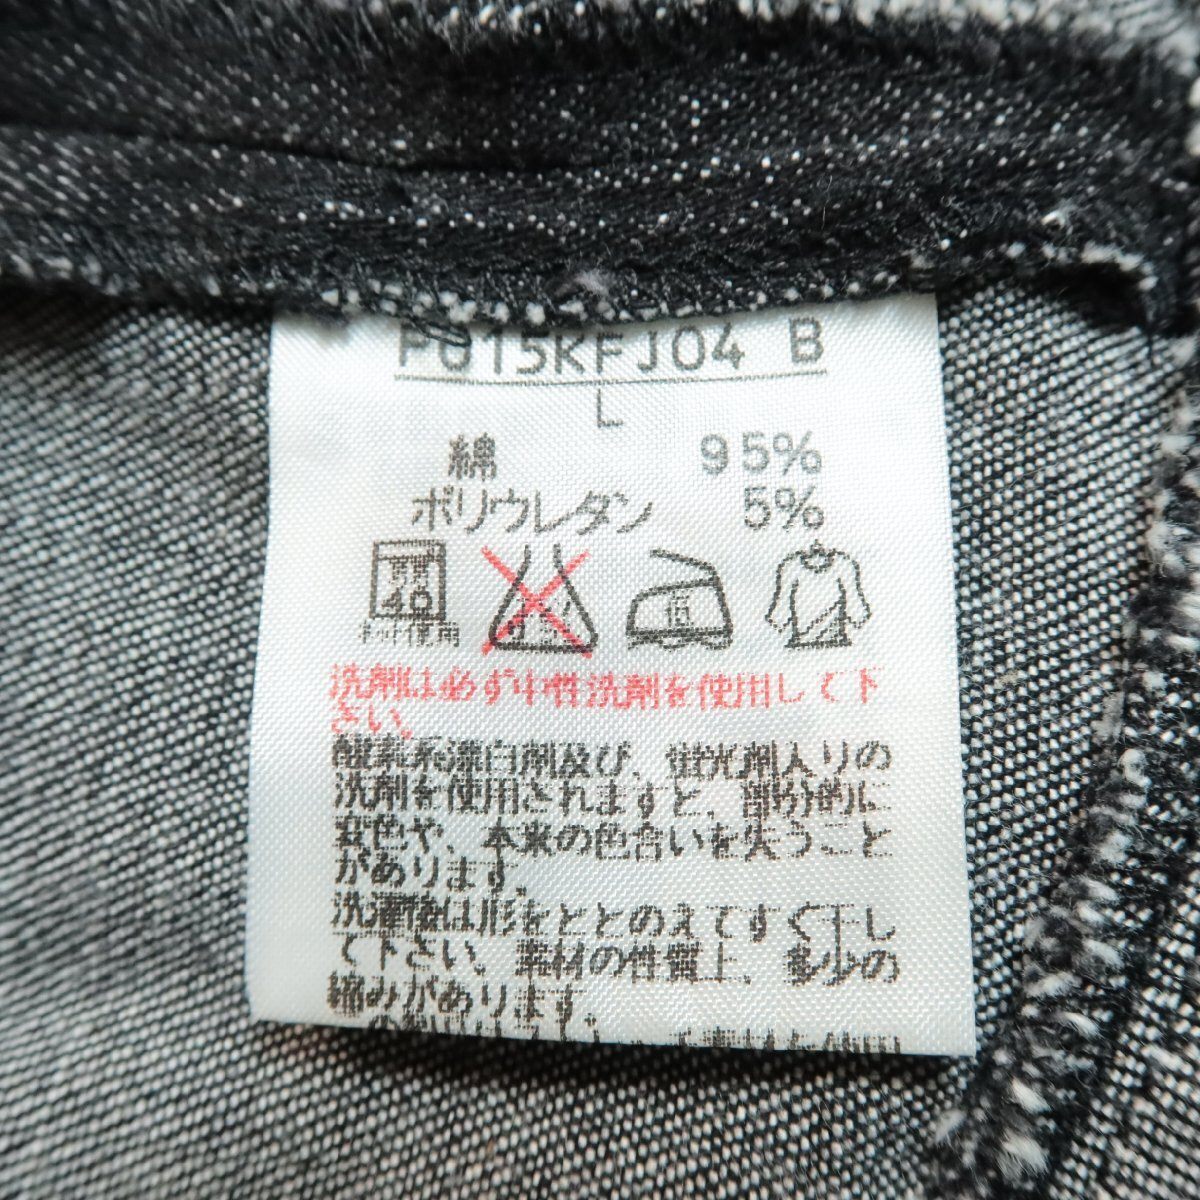 PG15KFJ04 B
L
綿 95%
ポリウレタン 5%
弱
40
中
ネット使用
洗剤は必ず中性洗剤を使用して下
さい。
酸素系漂白剤及び、蛍光剤入りの
洗剤を使用されますと、部分的に
変色や、本来の色合いを失うこと
があります。
洗濯後は形をととのえてすぐ干し
て下さい。素材の性質上、多少の
縮みがあります。